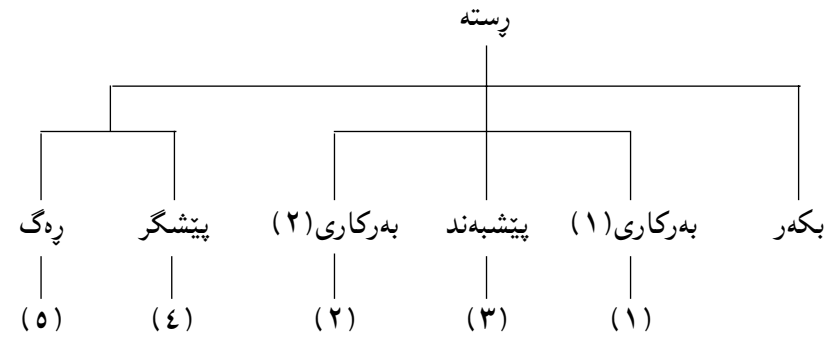 ڕستە
بکەر بەرکاری(١) پێشبەند بەرکاری(٢) پێشگر ڕەگ
(١) (٣) (٢) (٤) (٥)